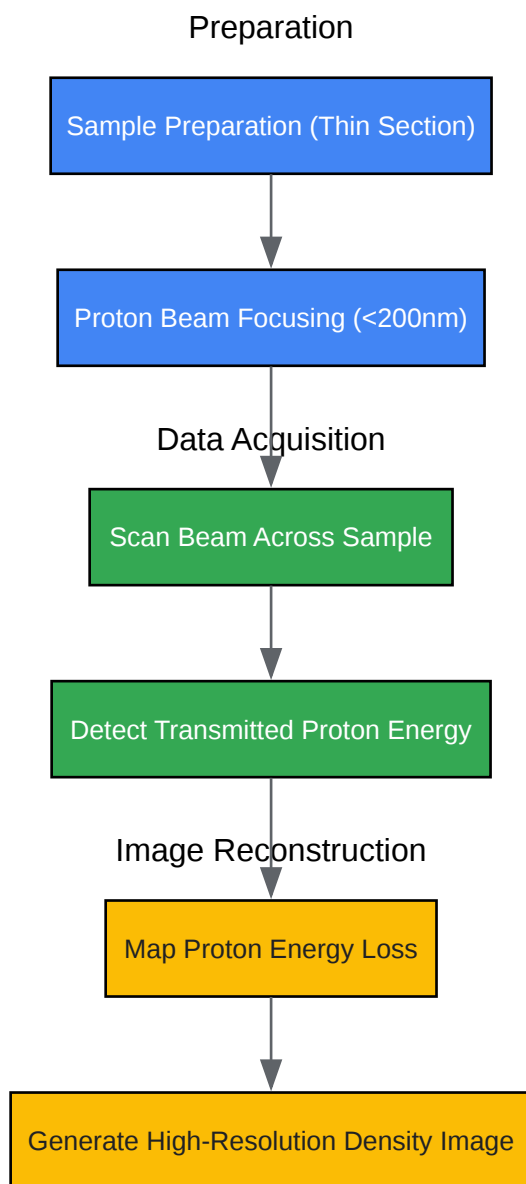 Preparation
Sample Preparation (Thin Section)
Proton Beam Focusing (<200nm)
Data Acquisition
Scan Beam Across Sample
Detect Transmitted Proton Energy
Image Reconstruction
Map Proton Energy Loss
Generate High-Resolution Density Image